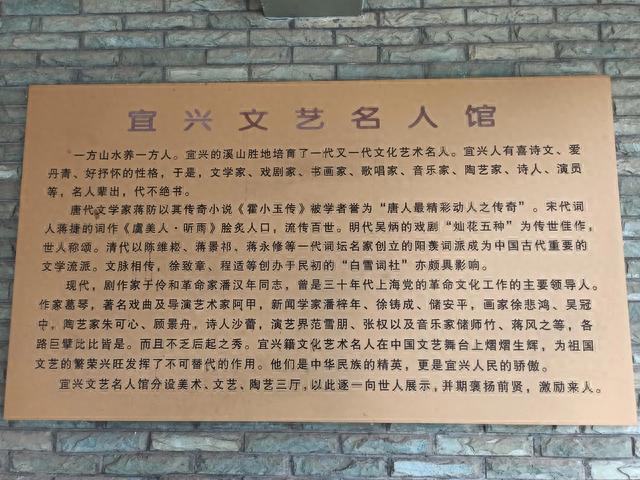 宜兴文艺名人馆
一方山水养一方人。宜兴的溪山胜地培育了一代又一代文化艺术名人。宜兴人有喜诗文、爱
丹青、好抒怀的性格，于是，文学家、戏剧家、书画家、歌唱家、音乐家、陶艺家、诗人、演员
等，名人辈出，代不绝书。
唐代文学家蒋防以其传奇小说《霍小玉传》被学者誉为“唐人最精彩动人之传奇”。宋代词
人蒋捷的词作《虞美人·听雨》脍炙人口，流传百世。明代吴炳的戏剧“灿花五种”为传世佳作，
世人称颂。清代以陈维崧、蒋景祁、蒋永修等一代词坛名家创立的阳羡词派成为中国古代重要的
文学流派。文脉相传，徐致章、程适等创办于民初的“白雪词社”亦颇具影响。
现代，剧作家于伶和革命家潘汉年同志，曾是三十年代上海党的革命文化工作的主要领导人。
作家葛琴，著名戏曲及导演艺术家阿甲，新闻学家潘梓年、徐铸成、储安平，画家徐悲鸿、吴冠
中，陶艺家朱可心、顾景舟，诗人沙蕾，演艺界范雪朋、张权以及音乐家储师竹、蒋风之等，各
路巨擘比比皆是。而且不乏后起之秀。宜兴籍文化艺术名人在中国文艺舞台上熠熠生辉，为祖国
文艺的繁荣兴旺发挥了不可替代的作用。他们是中华民族的精英，更是宜兴人民的骄傲。
宜兴文艺名人馆分设美术、文艺、陶艺三厅，以此逐一向世人展示，并期褒扬前贤，激励来人。